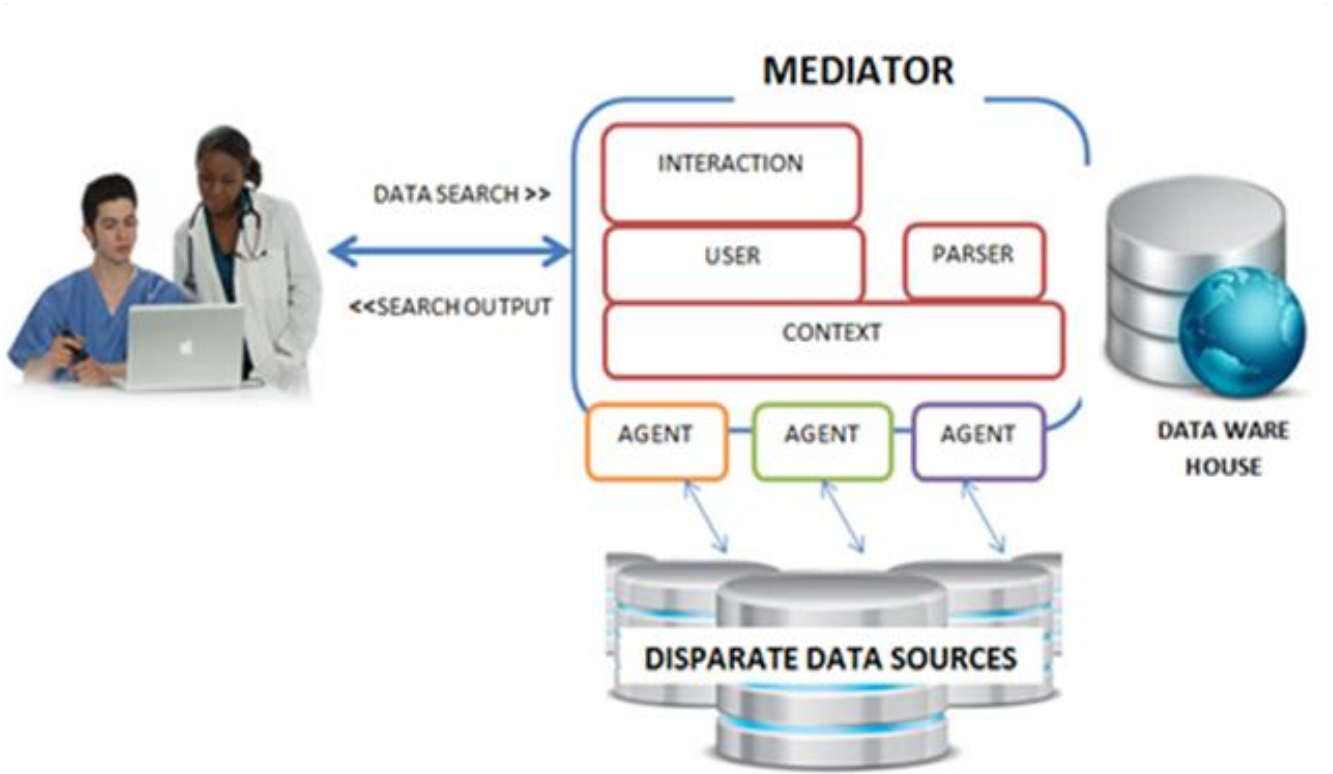 MEDIATOR
INTERACTION
DATA SEARCH >>
USER
PARSER
<<SEARCH OUTPUT
CONTEXT
AGENT
AGENT
AGENT
DATA WARE
HOUSE
DISPARATE DATA SOURCES